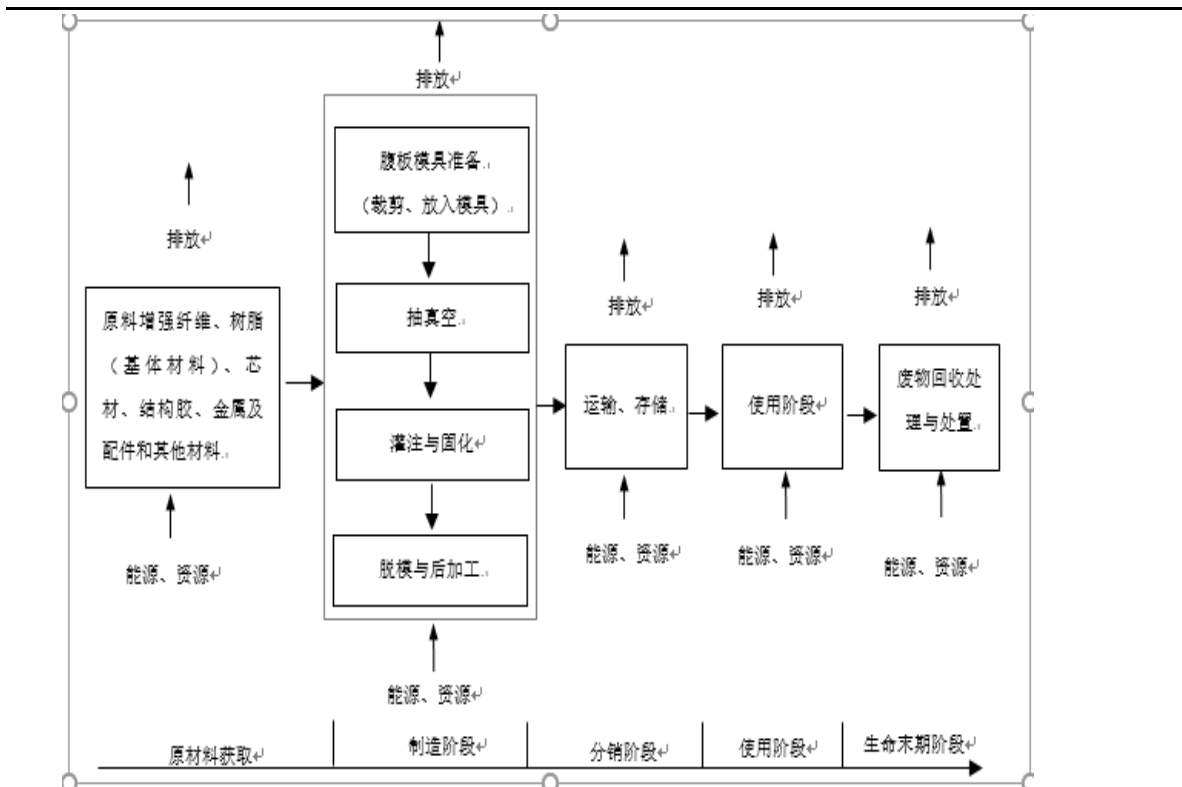 排放
腹板模具准备
(裁剪、放入模具)
排放
排放
排放
排放
原料增强纤维、树脂
(基体材料)、芯
材、结构胶、金属及
配件和其他材料
抽真空
运输、存储
使用阶段
废物回收处
理与处置
灌注与固化
能源、资源
能源、资源
能源、资源
能源、资源
脱模与后加工
能源、资源
原材料获取
制造阶段
分销阶段
使用阶段
生命末期阶段